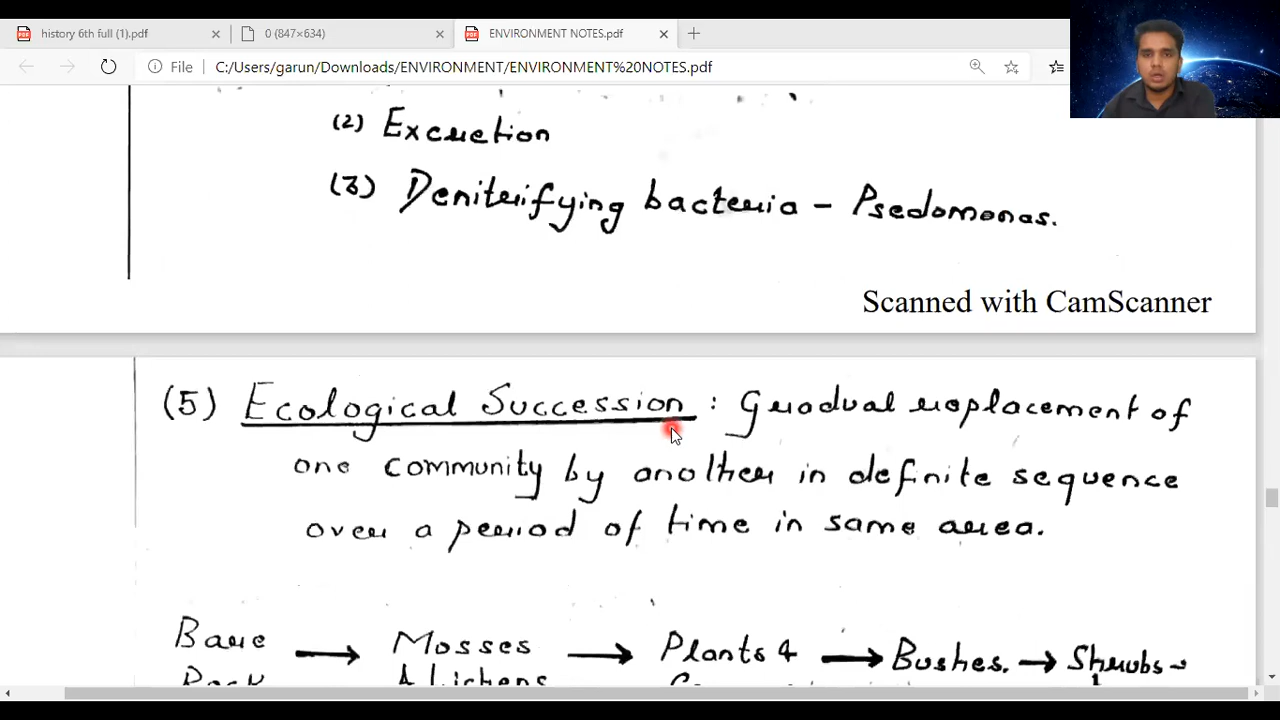 history 6th full (1).pdf
0 (847×634)
ENVIRONMENT NOTES.pdf
File
C:/Users/garun/Downloads/ENVIRONMENT/ENVIRONMENT%20NOTES.pdf
(2) Excretion
(3) Denitrifying bacteria - Psedomonas.
Scanned with CamScanner
(5) Ecological Succession : Gradual replacement of
one community by another in definite sequence
over a period of time in same area.
Bare → Mosses → Plants & → Bushes. → Shrubs
Rock & Lichens